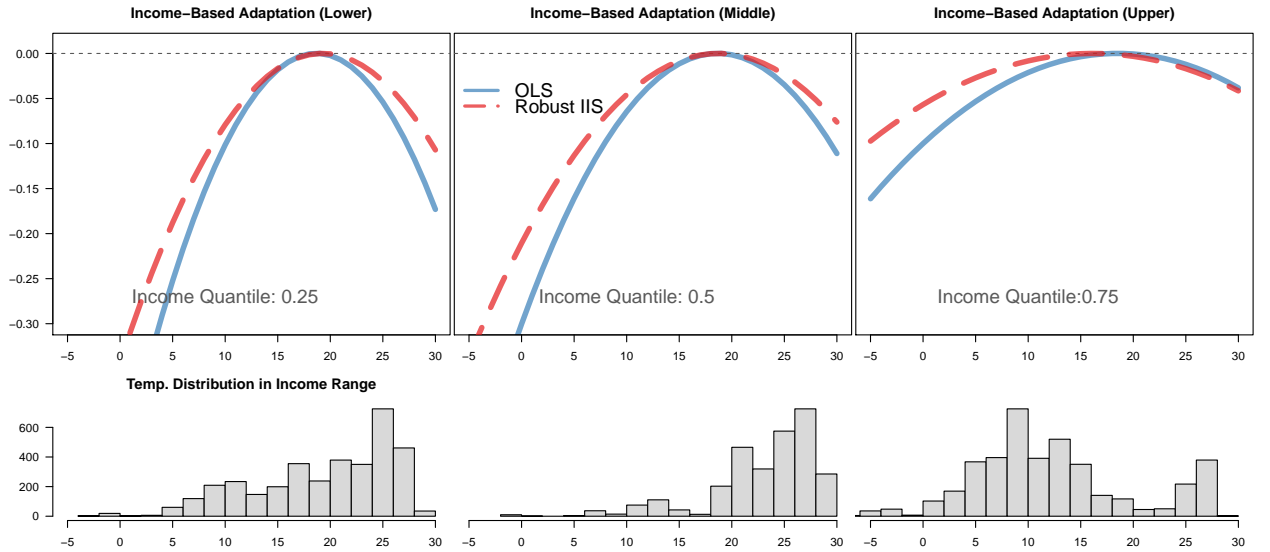 Income−Based Adaptation (Lower)
Income−Based Adaptation (Middle)
Income−Based Adaptation (Upper)
0.00
−0.05
−0.10
−0.15
−0.20
−0.25
−0.30
OLS
Robust IIS
Income Quantile: 0.25
Income Quantile: 0.5
Income Quantile:0.75
−5 0 5 10 15 20 25 30
−5 0 5 10 15 20 25 30
−5 0 5 10 15 20 25 30
Temp. Distribution in Income Range
600
400
200
0
−5 0 5 10 15 20 25 30
−5 0 5 10 15 20 25 30
−5 0 5 10 15 20 25 30